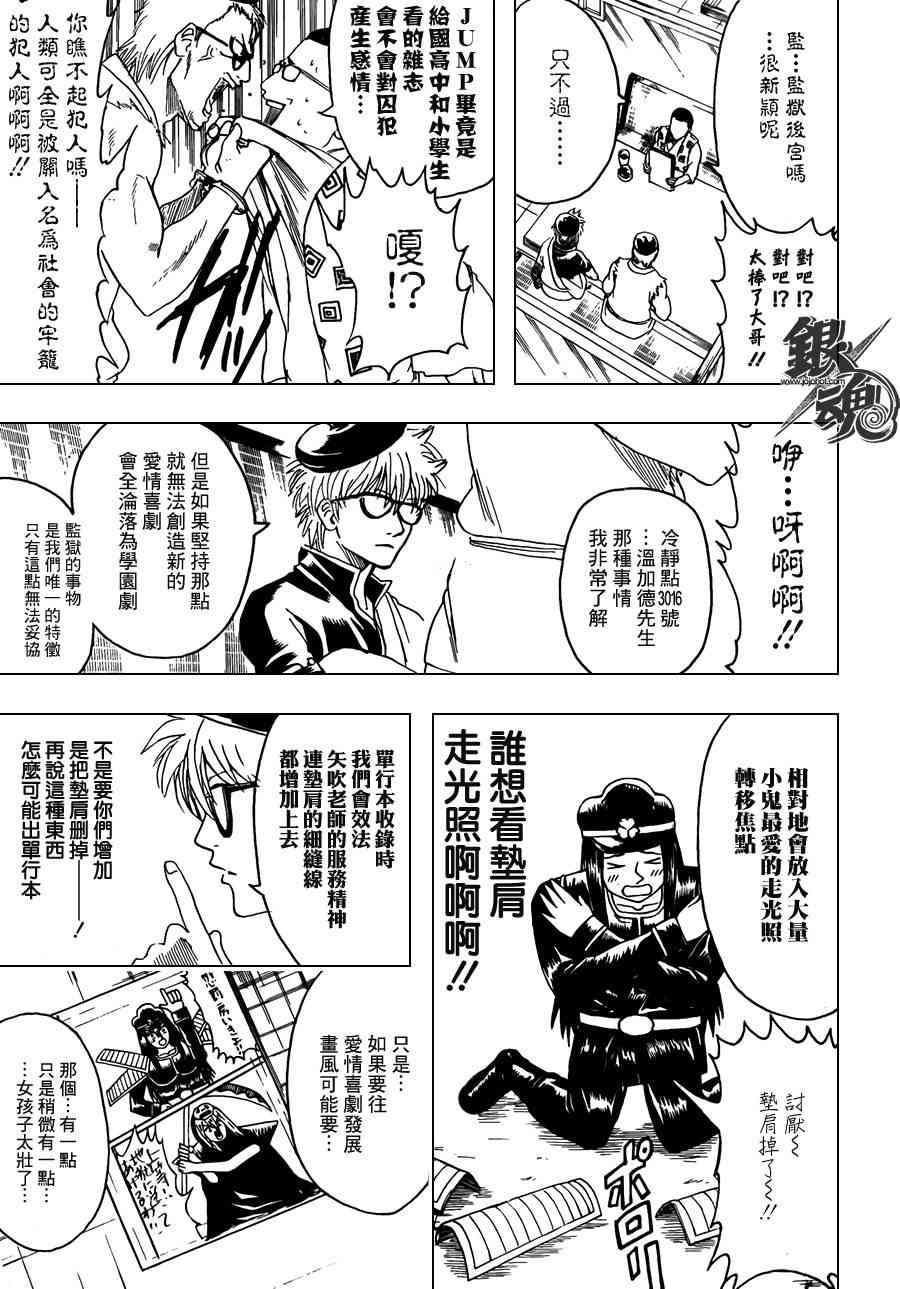 監…監獄後宮嗎
…很新穎呢
只不過……
對吧!?
對吧!?
太棒了大哥!!
JUMP畢竟是
給國高中和小學生
看的雜志
會不會對囚犯
產生感情…
嘎!?
你瞧不起犯人嗎——
人類可全是被關入名爲社會的牢籠
的犯人啊啊啊!!
銀魂
www.jojohot.com
咿…呀啊啊啊!!
冷靜點3016號
…溫加德先生
那種事情
我非常了解
但是如果堅持那點
就無法創造新的
愛情喜劇
會全淪落為學園劇
監獄的事物
是我們唯一的特徵
只有這點無法妥協
相對地會放入大量
小鬼最愛的走光照
轉移焦點
誰想看墊肩
走光照啊啊啊!!
討厭～
墊肩掉了～～!!
ポロリ
單行本收錄時
我們會效法
矢吹老師的服務精神
連墊肩的細縫線
都增加上去
不是要你們增加
是把墊肩刪掉——!
再說這種東西
怎麼可能出單行本
只是…
如果要往
愛情喜劇發展
畫風可能要…
那個…有一點
只是稍微有一點…
…女孩子太壯了…